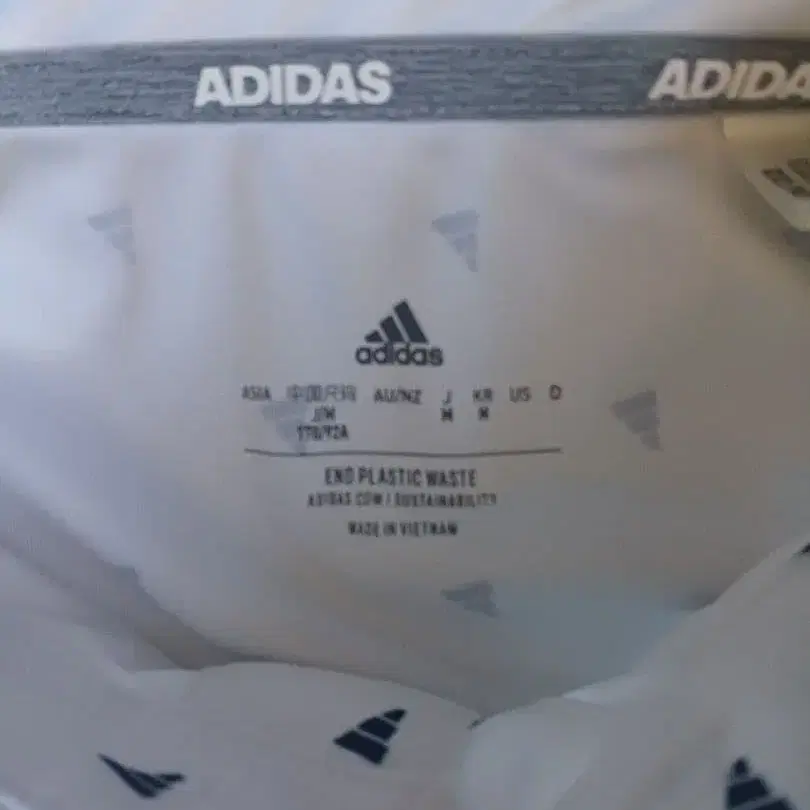 ADIDAS ADIDA
adidas
ASIA AU/NZ J KR US D
J/M M M
END PLASTIC WASTE
ADIDAS.COM / SUSTAINABILITY
MADE IN VIETNAM